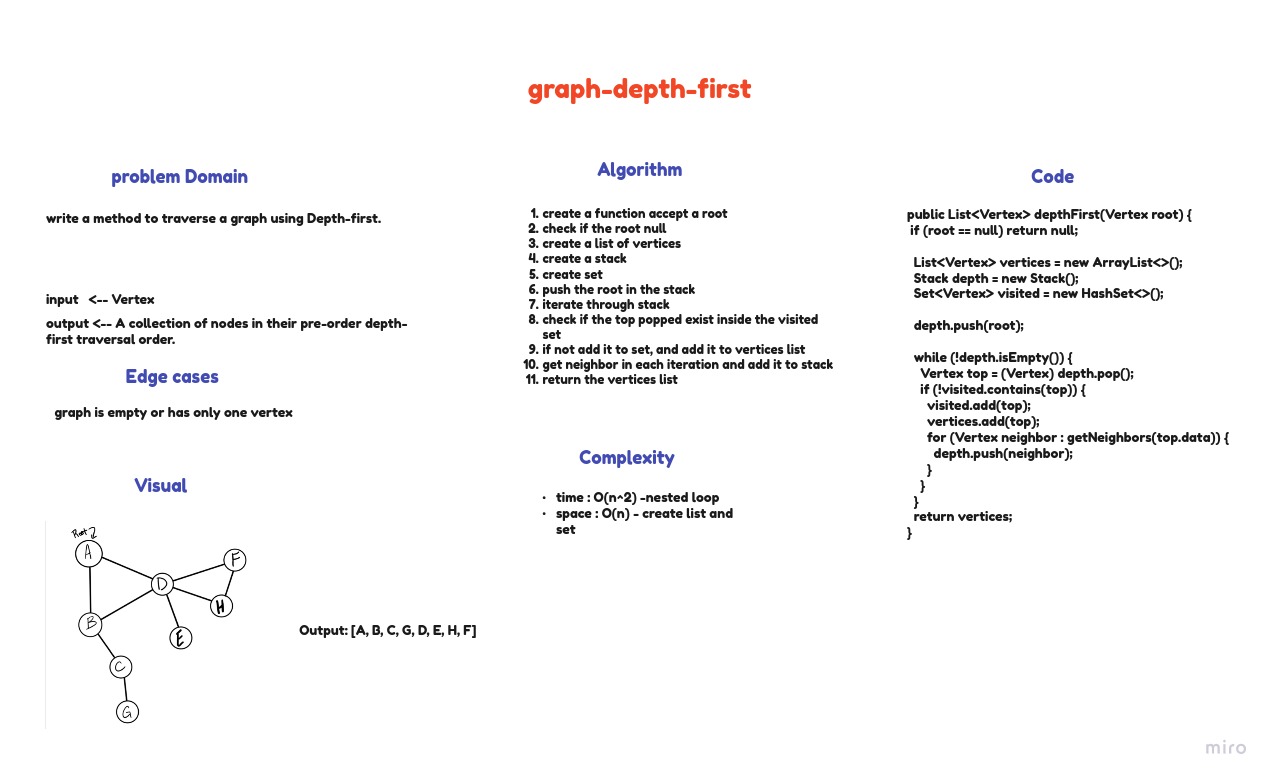 graph-depth-first
problem Domain
write a method to traverse a graph using Depth-first.
input <-- Vertex
output <-- A collection of nodes in their pre-order depth-
first traversal order.
Edge cases
graph is empty or has only one vertex
Visual
Root
A
F
D
H
B
E
C
G
Output: [A, B, C, G, D, E, H, F]
Algorithm
1. create a function accept a root
2. check if the root null
3. create a list of vertices
4. create a stack
5. create set
6. push the root in the stack
7. iterate through stack
8. check if the top popped exist inside the visited
set
9. if not add it to set, and add it to vertices list
10. get neighbor in each iteration and add it to stack
11. return the vertices list
Complexity
· time : O(n^2) -nested loop
· space : O(n) - create list and
set
Code
public List<Vertex> depthFirst(Vertex root) {
if (root == null) return null;
List<Vertex> vertices = new ArrayList<>();
Stack depth = new Stack();
Set<Vertex> visited = new HashSet<>();
depth.push(root);
while (!depth.isEmpty()) {
Vertex top = (Vertex) depth.pop();
if (!visited.contains(top)) {
visited.add(top);
vertices.add(top);
for (Vertex neighbor : getNeighbors(top.data)) {
depth.push(neighbor);
}
}
}
return vertices;
}
miro